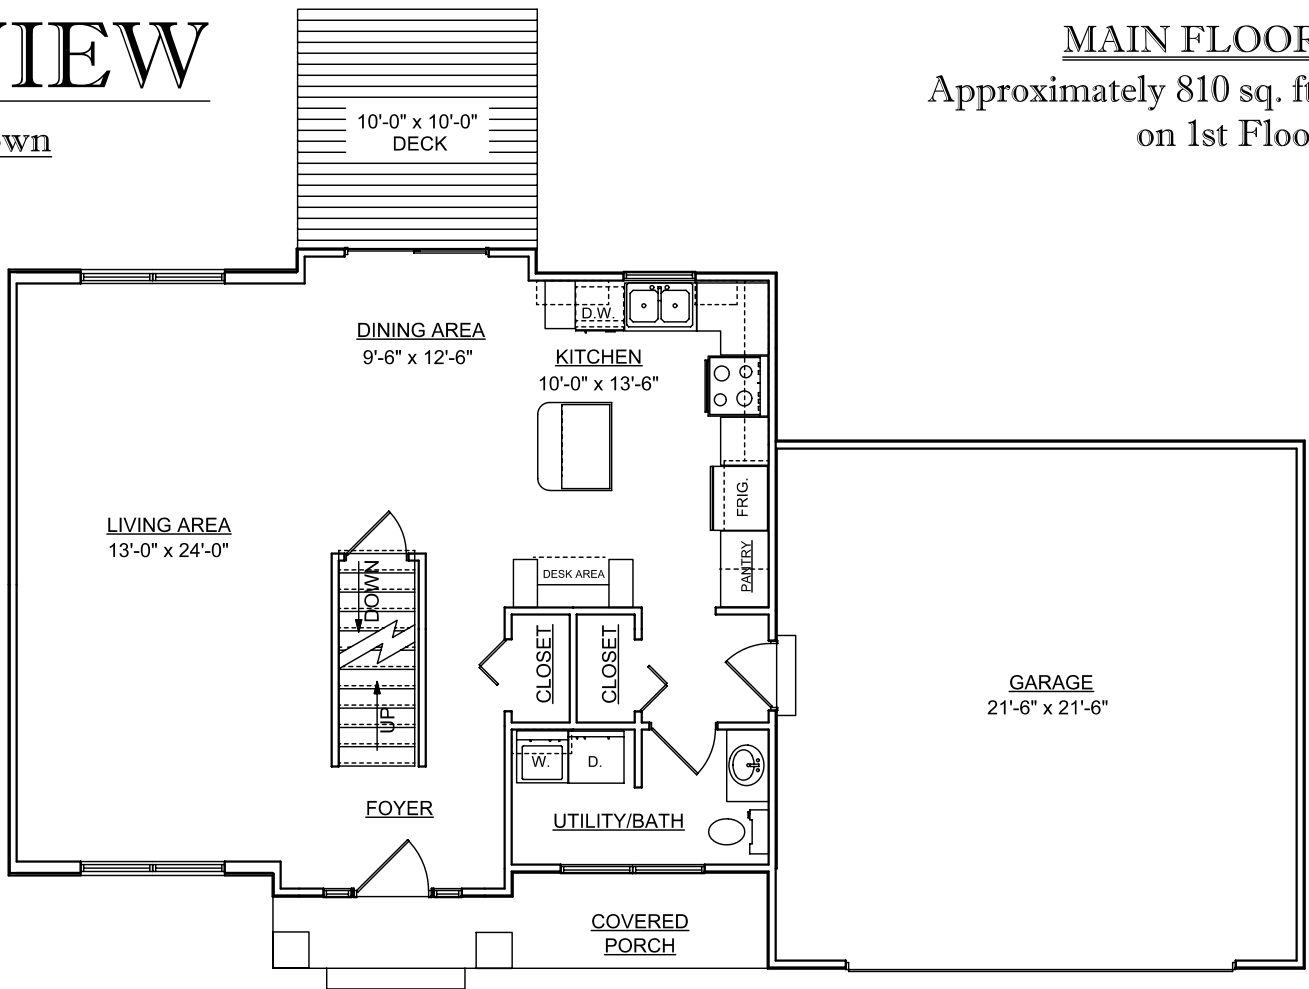 VIEW
own
MAIN FLOOR
Approximately 810 sq. ft
on 1st Floo
10'-0" x 10'-0"
DECK
DINING AREA
9'-6" x 12'-6"
D.W.
KITCHEN
10'-0" x 13'-6"
LIVING AREA
13'-0" x 24'-0"
FRIG.
PANTRY
DESK AREA
DOWN
UP
CLOSET
CLOSET
GARAGE
21'-6" x 21'-6"
W.
D.
FOYER
UTILITY/BATH
COVERED
PORCH